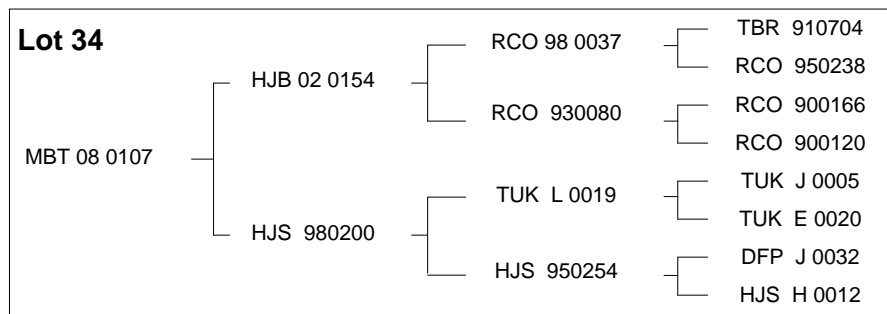 Lot 34
TBR 910704
RCO 98 0037
RCO 950238
HJB 02 0154
RCO 900166
RCO 930080
RCO 900120
MBT 08 0107
TUK J 0005
TUK L 0019
TUK E 0020
HJS 980200
DFP J 0032
HJS 950254
HJS H 0012